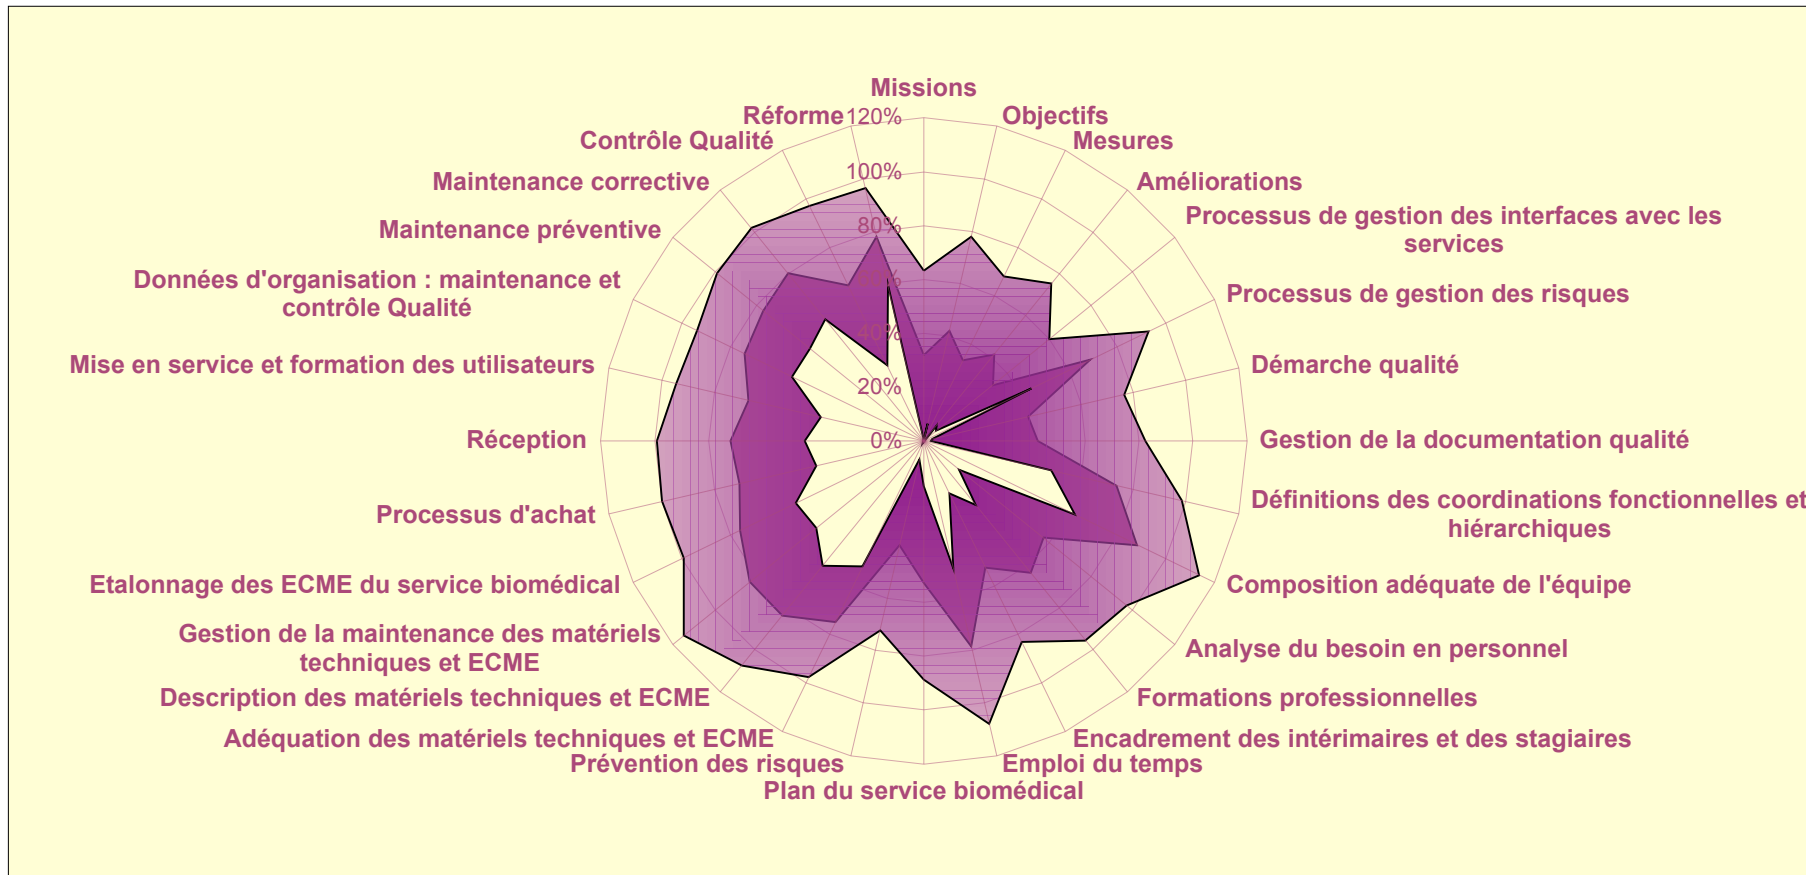 Missions
Objectifs
Mesures
Améliorations
Processus de gestion des interfaces avec les
services
Processus de gestion des risques
Démarche qualité
Gestion de la documentation qualité
Définitions des coordinations fonctionnelles et
hiérarchiques
Composition adéquate de l'équipe
Analyse du besoin en personnel
Formations professionnelles
Encadrement des intérimaires et des stagiaires
Emploi du temps
Plan du service biomédical
Prévention des risques
Adéquation des matériels techniques et ECME
Description des matériels techniques et ECME
Gestion de la maintenance des matériels
techniques et ECME
Etalonnage des ECME du service biomédical
Processus d'achat
Réception
Mise en service et formation des utilisateurs
Données d'organisation : maintenance et
contrôle Qualité
Maintenance préventive
Maintenance corrective
Contrôle Qualité
Réforme
120%
100%
80%
60%
40%
20%
0%